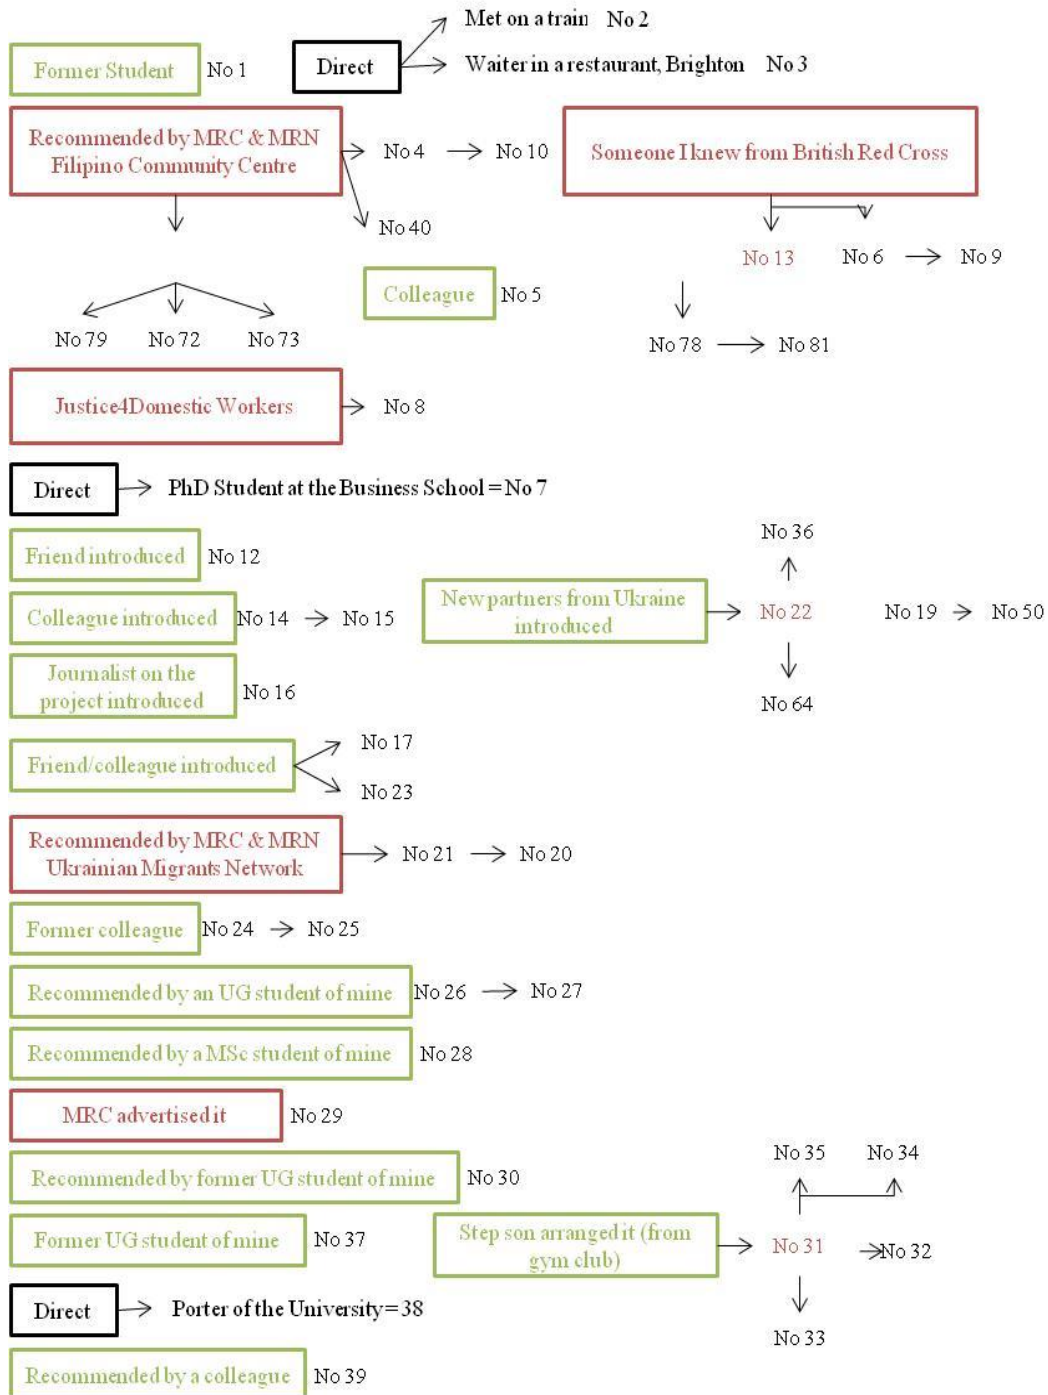 Met on a train No 2
Former Student No 1
Direct
Waiter in a restaurant, Brighton No 3
Recommended by MRC & MRN
Filipino Community Centre
No 4
No 10
Someone I knew from British Red Cross
No 40
No 13
No 6
No 9
Colleague No 5
No 79
No 72
No 73
No 78
No 81
Justice4Domestic Workers
No 8
Direct
PhD Student at the Business School = No 7
Friend introduced No 12
No 36
Colleague introduced No 14
No 15
New partners from Ukraine
introduced
No 22
No 19
No 50
Journalist on the
project introduced
No 16
No 64
Friend/colleague introduced
No 17
No 23
Recommended by MRC & MRN
Ukrainian Migrants Network
No 21
No 20
Former colleague No 24
No 25
Recommended by an UG student of mine No 26
No 27
Recommended by a MSc student of mine No 28
MRC advertised it No 29
Recommended by former UG student of mine No 30
No 35
No 34
Former UG student of mine No 37
Step son arranged it (from
gym club)
No 31
No 32
Direct
Porter of the University = 38
No 33
Recommended by a colleague No 39